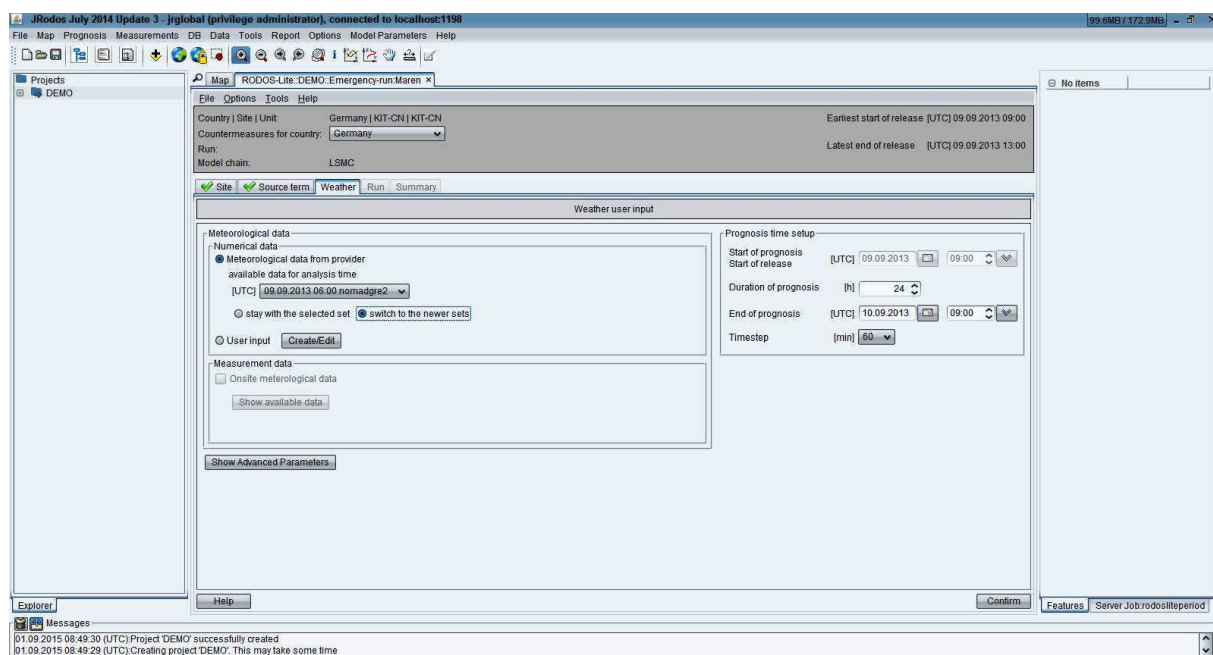 JRodos July 2014 Update 3 - jrglobal (privilege administrator), connected to localhost:1198
99.6MB / 172.9MB
File Map Prognosis Measurements DB Data Tools Report Options Model Parameters Help
Projects
DEMO
Map
RODOS-Lite::DEMO::Emergency-run:Maren ×
File Options Tools Help
Country | Site | Unit: Germany | KIT-CN | KIT-CN
Earliest start of release [UTC] 09.09.2013 09:00
Countermeasures for country: Germany
Run:
Latest end of release [UTC] 09.09.2013 13:00
Model chain: LSMC
Site Source term Weather Run Summary
Weather user input
Meteorological data
Numerical data
Meteorological data from provider
available data for analysis time
[UTC] 09.09.2013 06:00 nomadgre2
stay with the selected set switch to the newer sets
User input Create/Edit
Measurement data
Onsite meterological data
Show available data
Show Advanced Parameters
Prognosis time setup
Start of prognosis
Start of release [UTC] 09.09.2013 09:00
Duration of prognosis [h] 24
End of prognosis [UTC] 10.09.2013 09:00
Timestep [min] 60
Help Confirm
No items
Explorer
Features Server Job:rodosliteperiod
Messages
01.09.2015 08:49:30 (UTC):Project 'DEMO' successfully created
01.09.2015 08:49:29 (UTC):Creating project 'DEMO'. This may take some time